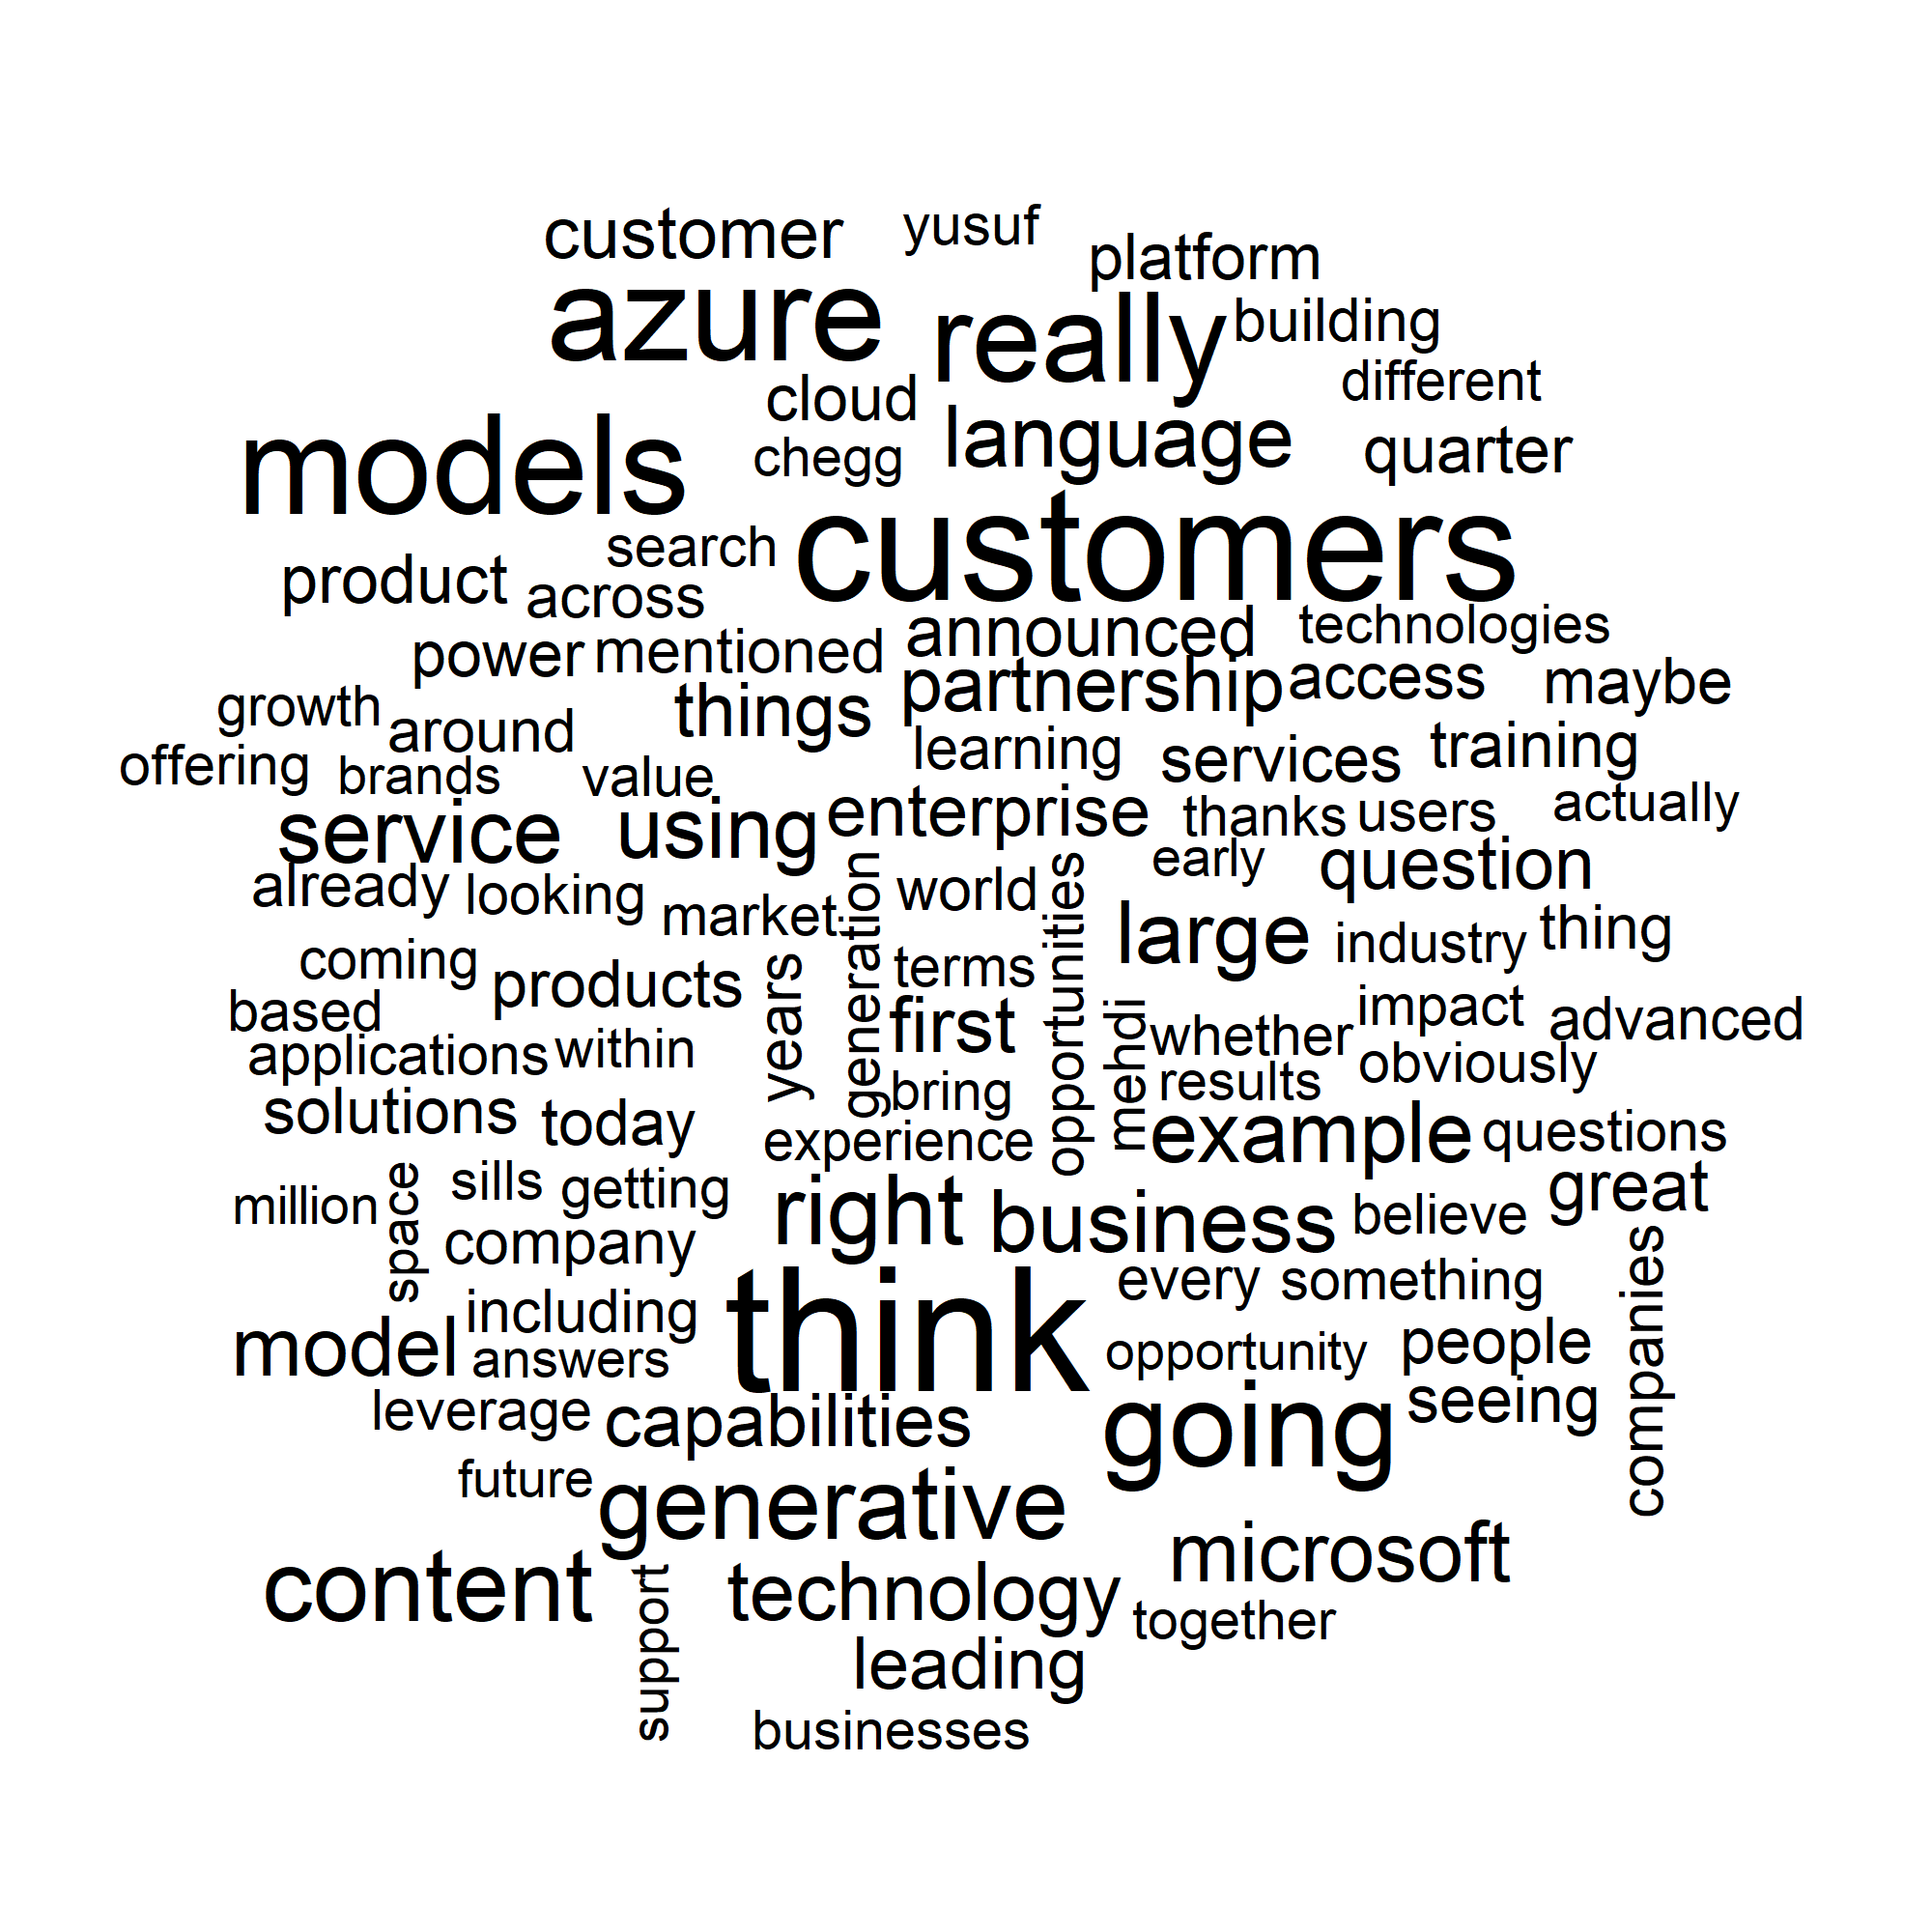 customer yusuf platform
azure really building
cloud different
models chegg language quarter
search customers
product across
power mentioned announced technologies
growth around things partnership access maybe
offering brands value learning services training
service using enterprise thanks users actually
already looking market generation world opportunities early question
coming products years terms large industry thing
based first mehdi whether impact advanced
applications within bring results obviously
solutions today experience example questions
million space sills getting right business believe great
company every something companies
model including think opportunity people
answers
leverage capabilities going seeing
future generative
content support technology microsoft
together
leading
businesses